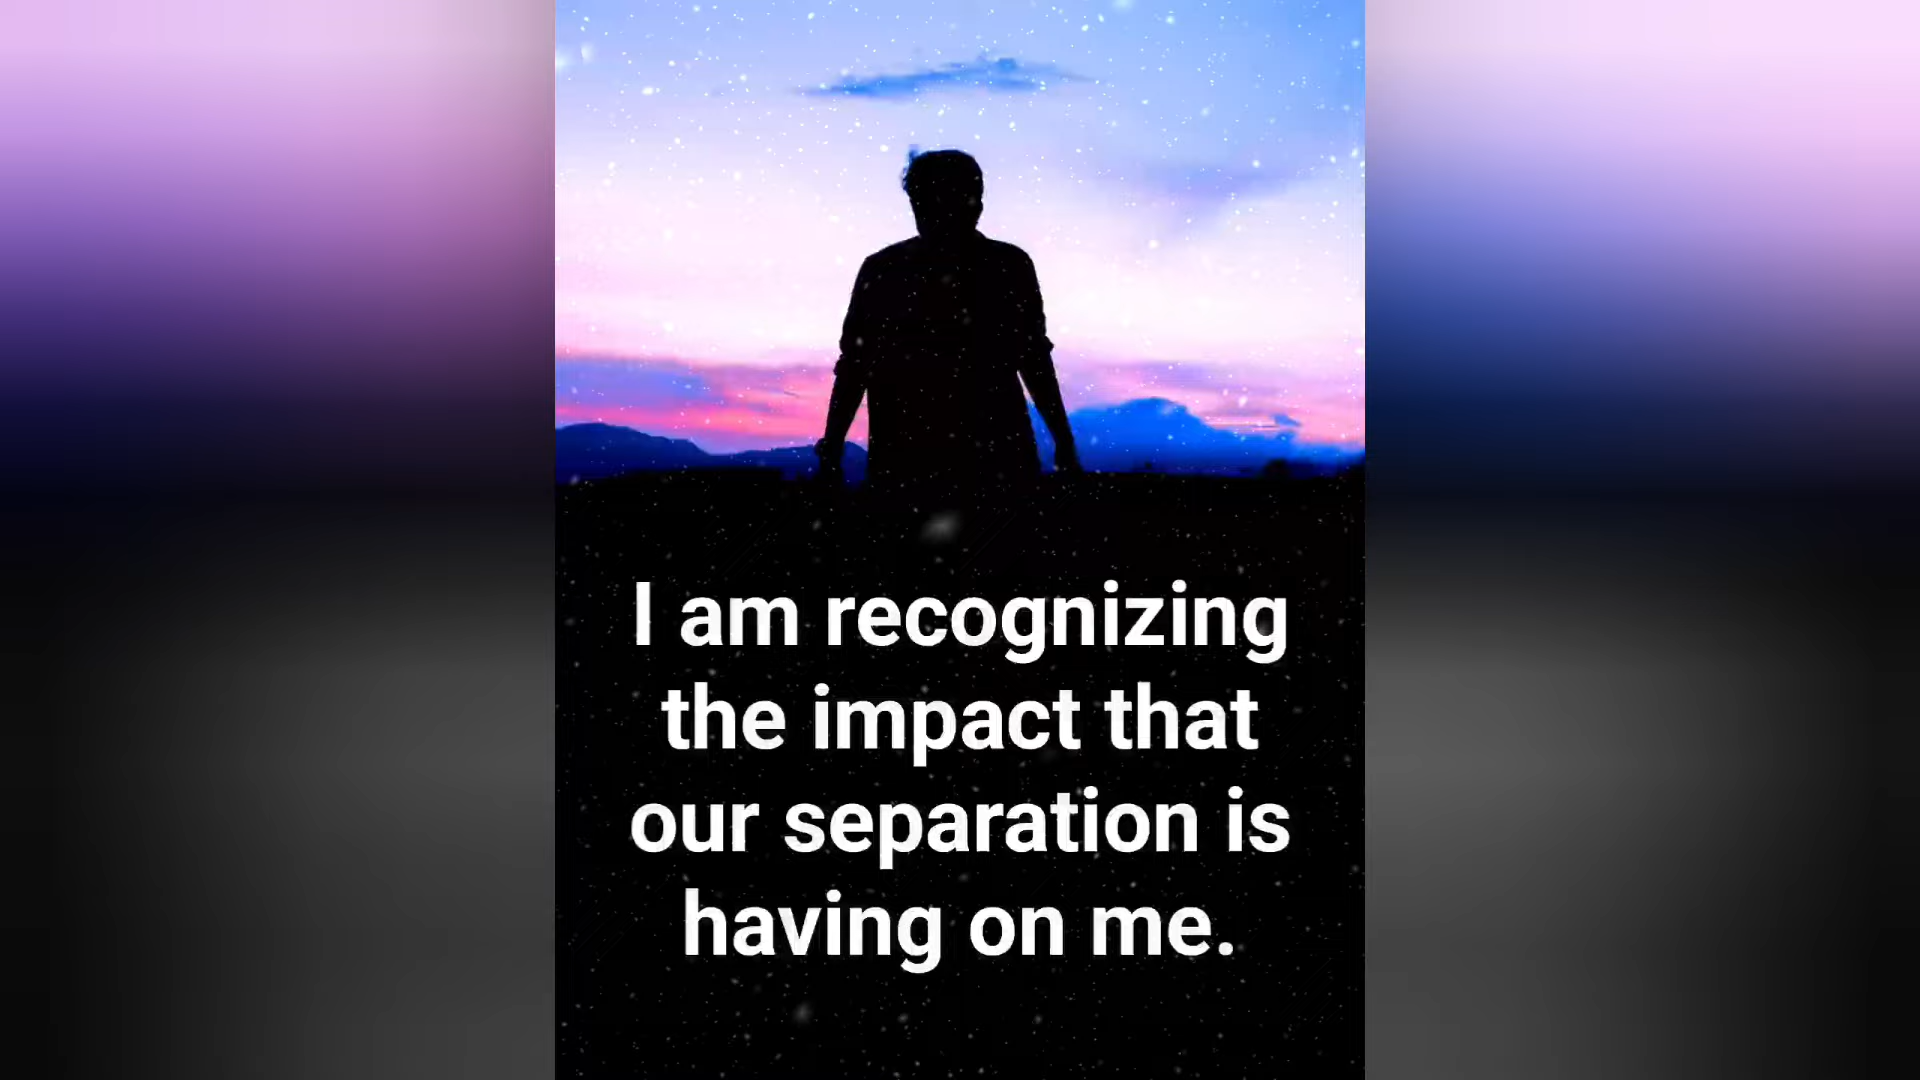 I am recognizing
the impact that
our separation is
having on me.